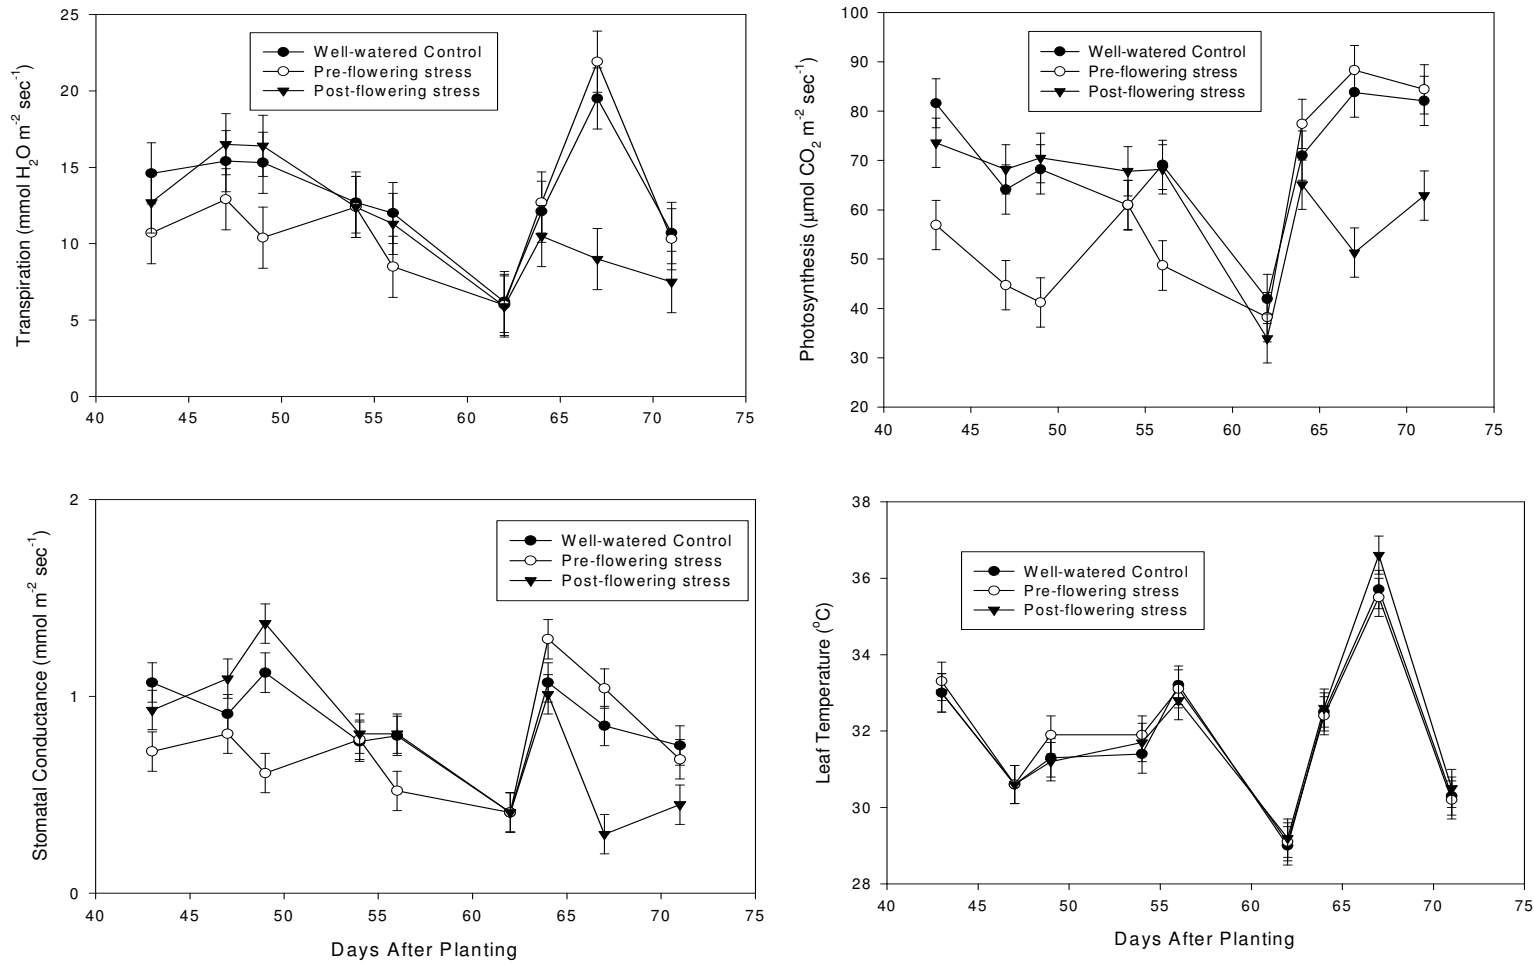 Transpiration (mmol H2O m-2 sec-1)
25
20
15
10
5
0
Well-watered Control
Pre-flowering stress
Post-flowering stress
40 45 50 55 60 65 70 75
Photosynthesis (µmol CO2 m-2 sec-1)
100
90
80
70
60
50
40
30
20
Well-watered Control
Pre-flowering stress
Post-flowering stress
40 45 50 55 60 65 70 75
Stomatal Conductance (mmol m-2 sec-1)
2
1
0
Well-watered Control
Pre-flowering stress
Post-flowering stress
40 45 50 55 60 65 70 75
Days After Planting
Leaf Temperature (oC)
38
36
34
32
30
28
Well-watered Control
Pre-flowering stress
Post-flowering stress
40 45 50 55 60 65 70 75
Days After Planting